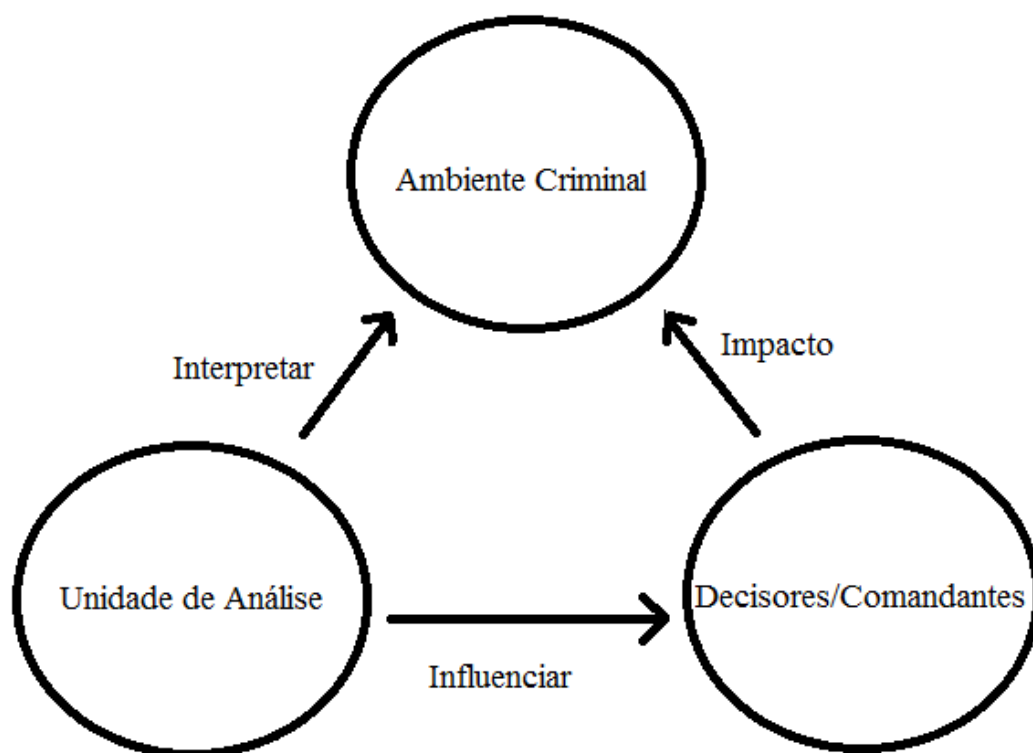 Ambiente Criminal
Interpretar
Impacto
Unidade de Análise
Decisores/Comandantes
Influenciar